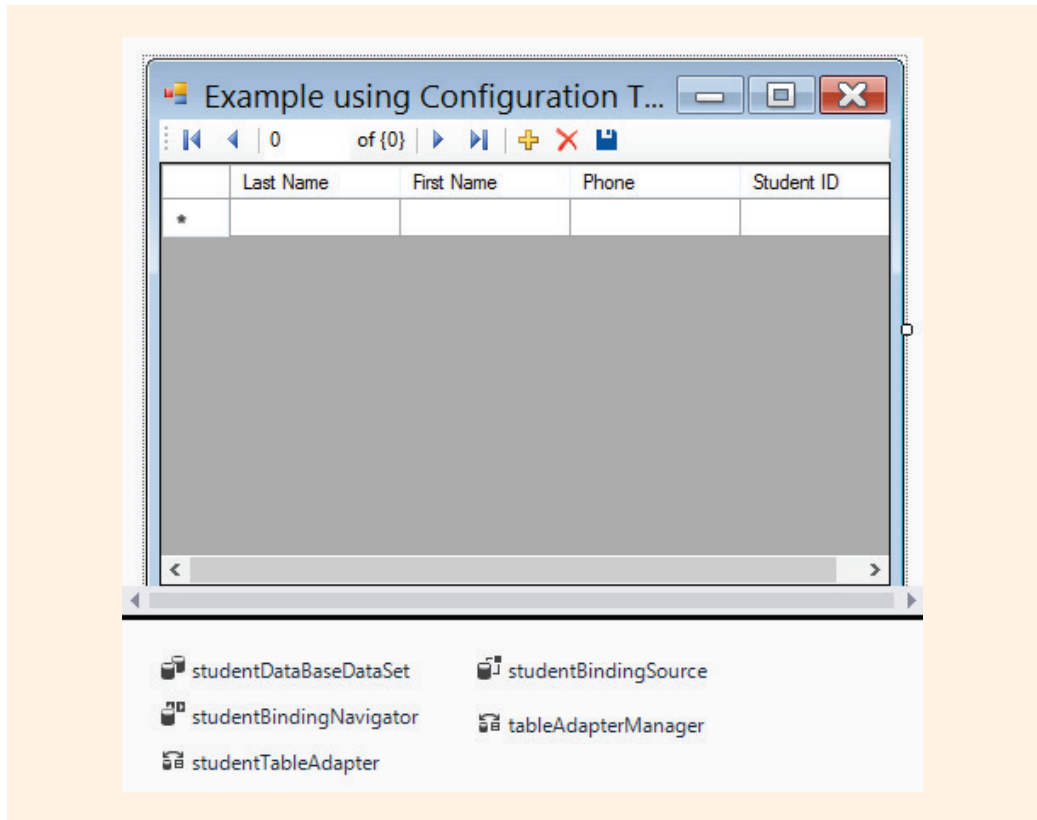 Example using Configuration T...
0 of {0}
Last Name First Name Phone Student ID
*
studentDataBaseDataSet studentBindingSource
studentBindingNavigator tableAdapterManager
studentTableAdapter